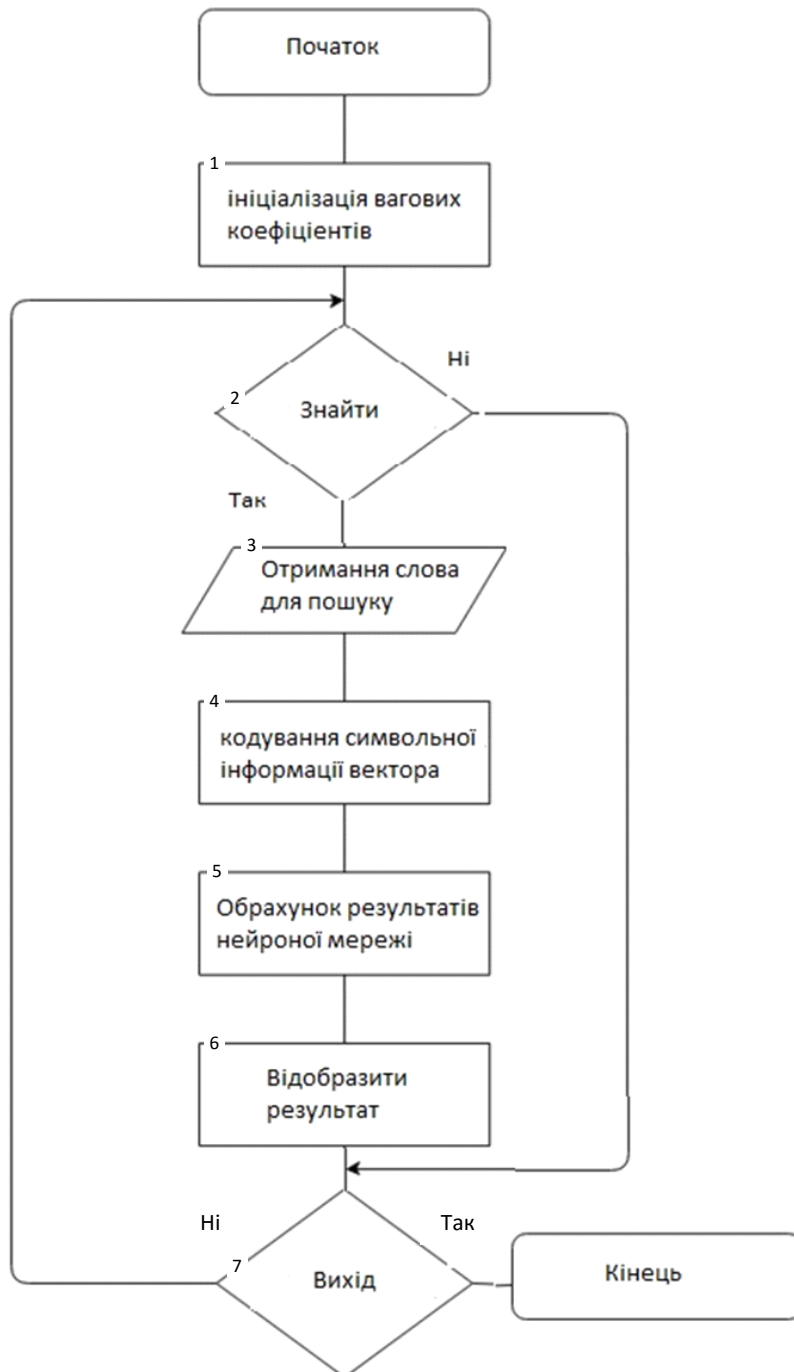 Початок
1
ініціалізація вагових
коефіцієнтів
Ні
2
Знайти
Так
3
Отримання слова
для пошуку
4
кодування символьної
інформації вектора
5
Обрахунок результатів
нейроної мережі
6
Відобразити
результат
Ні
Так
7
Вихід
Кінець